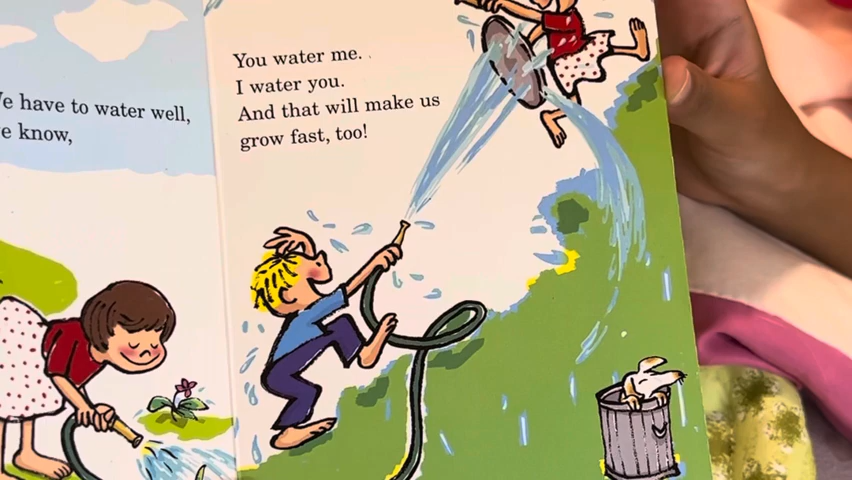 have to water well,
know,
You water me.
I water you.
And that will make us
grow fast, too!